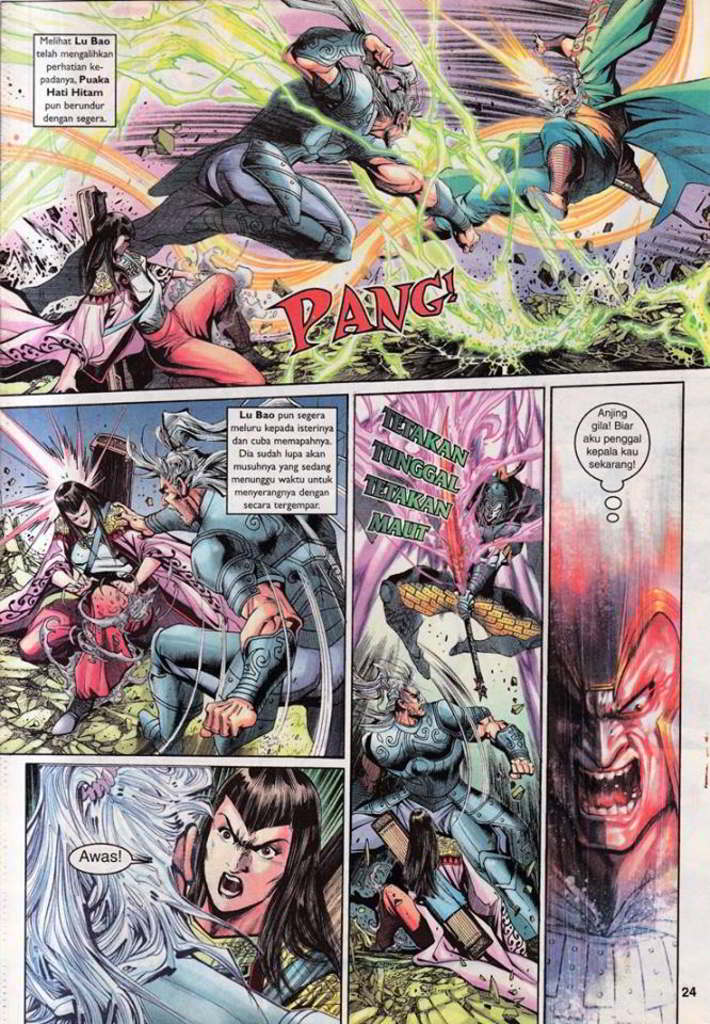 Melihat Lu Bao
telah mengalihkan
perhatian ke-
padanya, Puaka
Hati Hitam
pun berundur
dengan segera.
PANG!
Lu Bao pun segera
meluru kepada isterinya
dan cuba memapahnya.
Dia sudah lupa akan
musuhnya yang sedang
menunggu waktu untuk
menyerangnya dengan
secara tergempar.
Awas!
TETAKAN
TUNGGAL
TETAKAN
MAUT
Anjing
gila! Biar
aku penggal
kepala kau
sekarang!
24